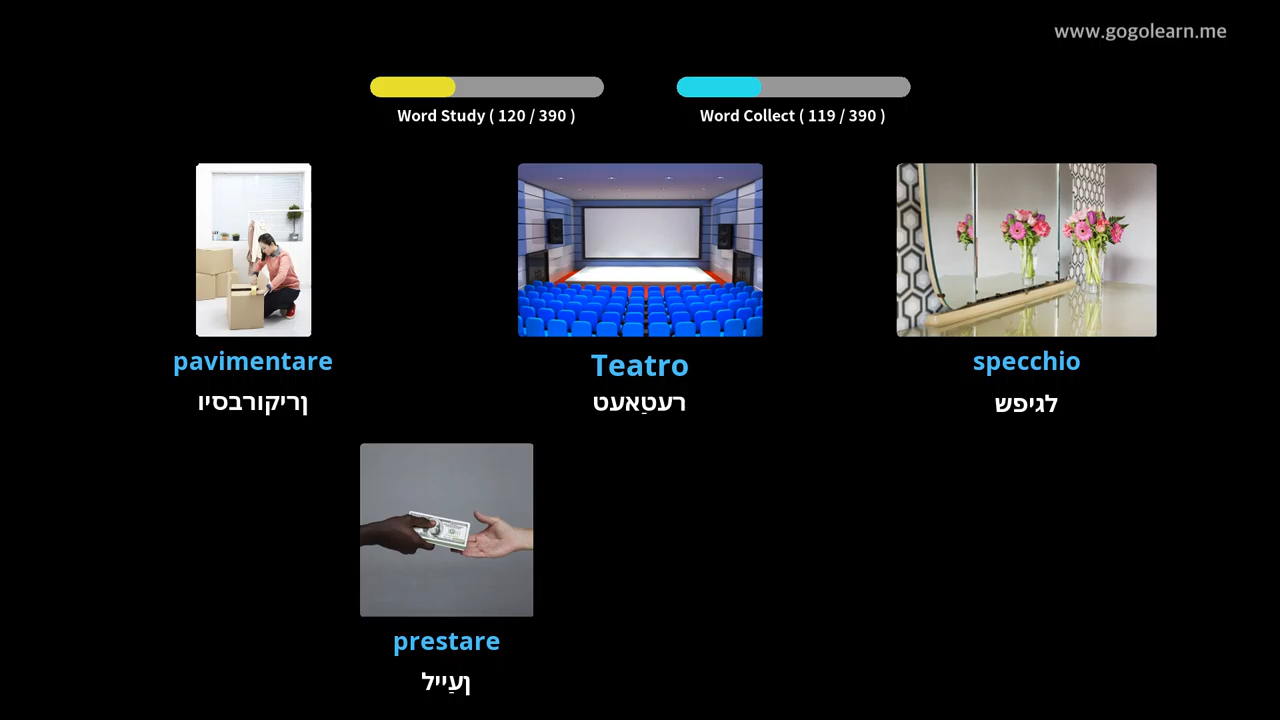 www.gogolearn.me
Word Study ( 120 / 390 )
Word Collect ( 119 / 390 )
pavimentare
ןריקורבסיו
Teatro
רעטַאעט
specchio
לגיפש
prestare
ןעַייל